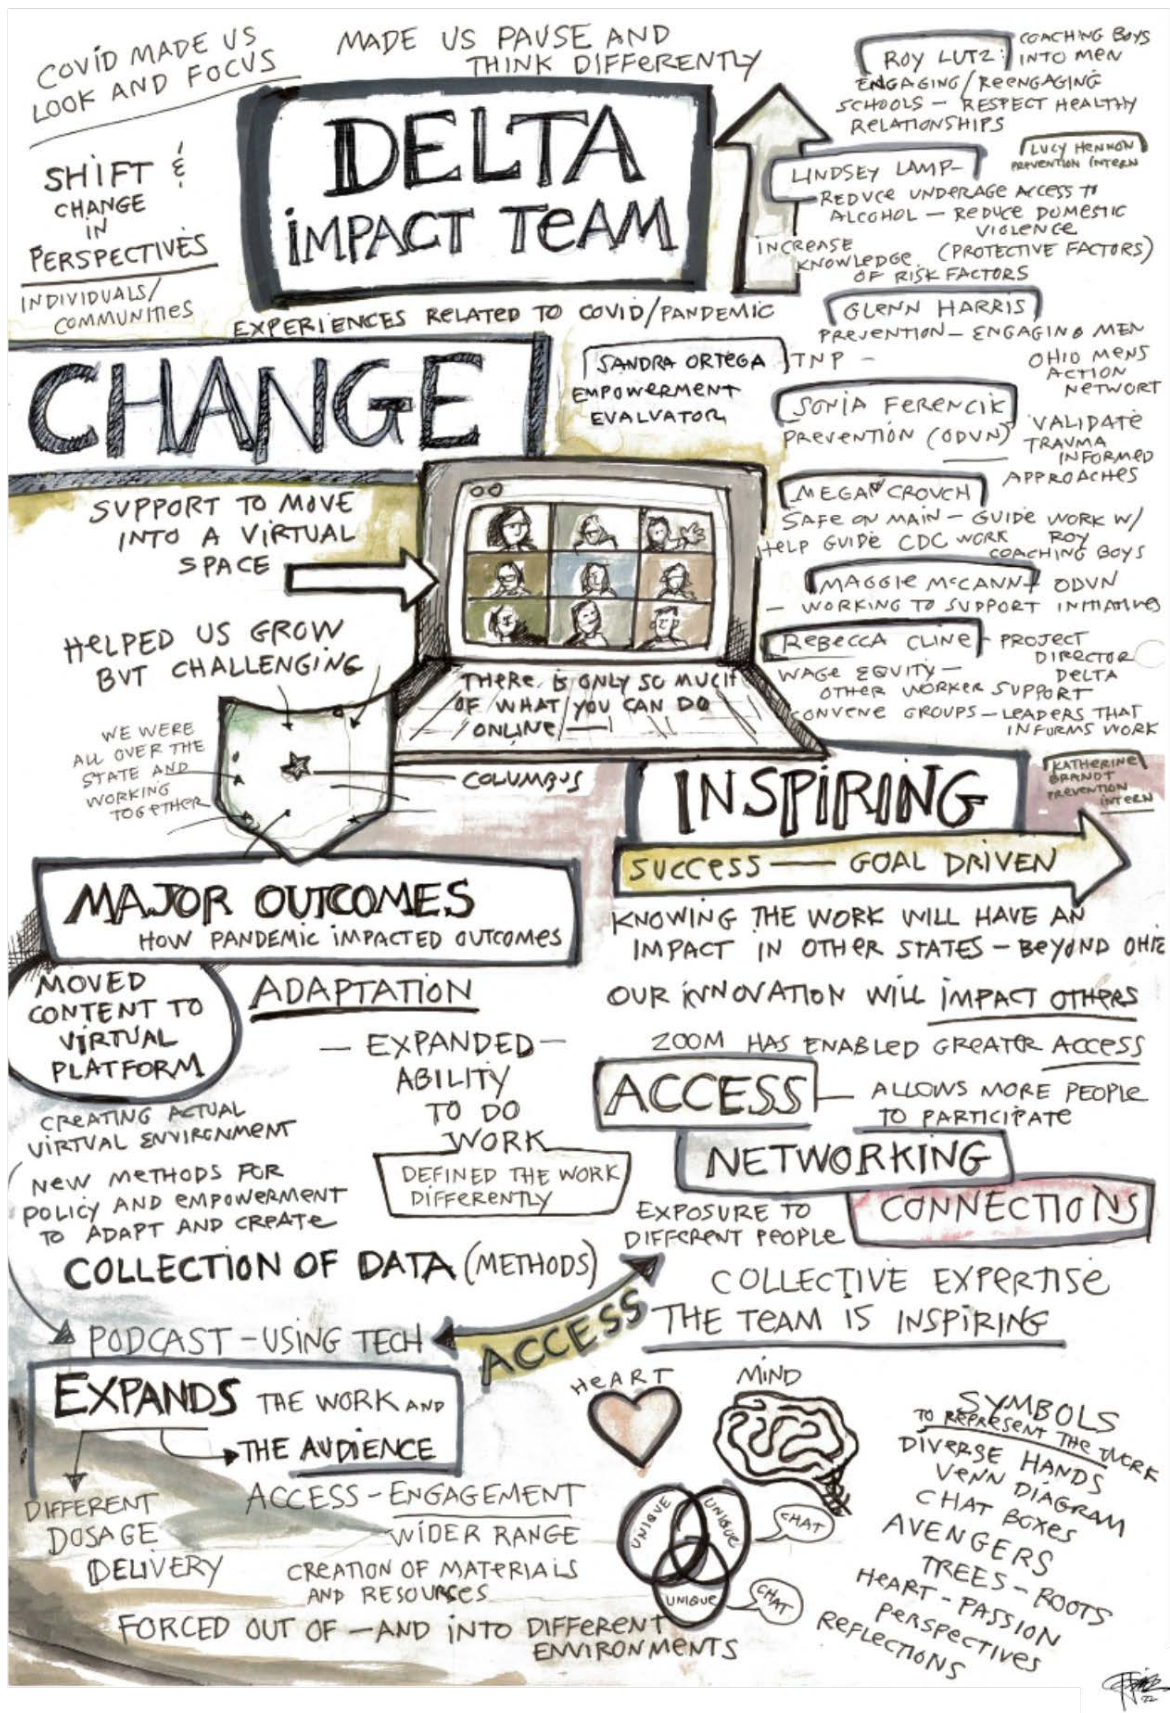 COVID MADE US
LOOK AND FOCUS
MADE US PAUSE AND
THINK DIFFERENTLY
DELTA
IMPACT TEAM
SHIFT &
CHANGE
IN
PERSPECTIVES
INDIVIDUALS/
COMMUNITIES
EXPERIENCES RELATED TO COVID/PANDEMIC
CHANGE
SANDRA ORTEGA
EMPOWERMENT
EVALUATOR
ROY LUTZ: COACHING BOYS
INTO MEN
ENGAGING/REENGAGING
SCHOOLS — RESPECT HEALTHY
RELATIONSHIPS
LUCY HENNON
PREVENTION INTERN
LINDSEY LAMP—
REDUCE UNDERAGE ACCESS TO
ALCOHOL — REDUCE DOMESTIC
VIOLENCE
INCREASE
KNOWLEDGE (PROTECTIVE FACTORS)
OF RISK FACTORS
GLENN HARRIS
PREVENTION — ENGAGING MEN
TNP —
OHIO MENS
ACTION
NETWORT
SONIA FERENCIK
PREVENTION (ODVN)
VALIDATE
TRAUMA
INFORMED
APPROACHES
MEGAN CROUCH
SAFE ON MAIN — GUIDE WORK W/
ROY
HELP GUIDE CDC WORK
COACHING BOYS
MAGGIE McCANN ODVN
— WORKING TO SUPPORT INITIATIVES
REBECCA CLINE PROJECT
DIRECTOR
DELTA
WAGE EQUITY —
OTHER WORKER SUPPORT
CONVENE GROUPS — LEADERS THAT
INFORMS WORK
KATHERINE
BRANDT
PREVENTION
INTERN
SUPPORT TO MOVE
INTO A VIRTUAL
SPACE
HELPED US GROW
BUT CHALLENGING
THERE IS ONLY SO MUCH
OF WHAT YOU CAN DO
ONLINE
WE WERE
ALL OVER THE
STATE AND
WORKING
TOGETHER
COLUMBUS
INSPIRING
SUCCESS — GOAL DRIVEN
KNOWING THE WORK WILL HAVE AN
IMPACT IN OTHER STATES — BEYOND OHIO
OUR INNOVATION WILL IMPACT OTHERS
ZOOM HAS ENABLED GREATER ACCESS
ACCESS — ALLOWS MORE PEOPLE
TO PARTICIPATE
NETWORKING
CONNECTIONS
EXPOSURE TO
DIFFERENT PEOPLE
COLLECTIVE EXPERTISE
THE TEAM IS INSPIRING
MAJOR OUTCOMES
HOW PANDEMIC IMPACTED OUTCOMES
MOVED
CONTENT TO
VIRTUAL
PLATFORM
ADAPTATION
— EXPANDED —
ABILITY
TO DO
WORK
DEFINED THE WORK
DIFFERENTLY
CREATING ACTUAL
VIRTUAL ENVIRONMENT
NEW METHODS FOR
POLICY AND EMPOWERMENT
TO ADAPT AND CREATE
COLLECTION OF DATA (METHODS)
PODCAST — USING TECH
ACCESS
EXPANDS THE WORK AND
THE AUDIENCE
DIFFERENT
DOSAGE
DELIVERY
ACCESS — ENGAGEMENT
WIDER RANGE
CREATION OF MATERIALS
AND RESOURCES
FORCED OUT OF — AND INTO DIFFERENT
ENVIRONMENTS
HEART
MIND
UNIQUE
UNIQUE
UNIQUE
CHAT
CHAT
SYMBOLS
TO REPRESENT THE WORK
DIVERSE HANDS
VENN DIAGRAM
CHAT BOXES
AVENGERS
TREES — ROOTS
HEART — PASSION
PERSPECTIVES
REFLECTIONS